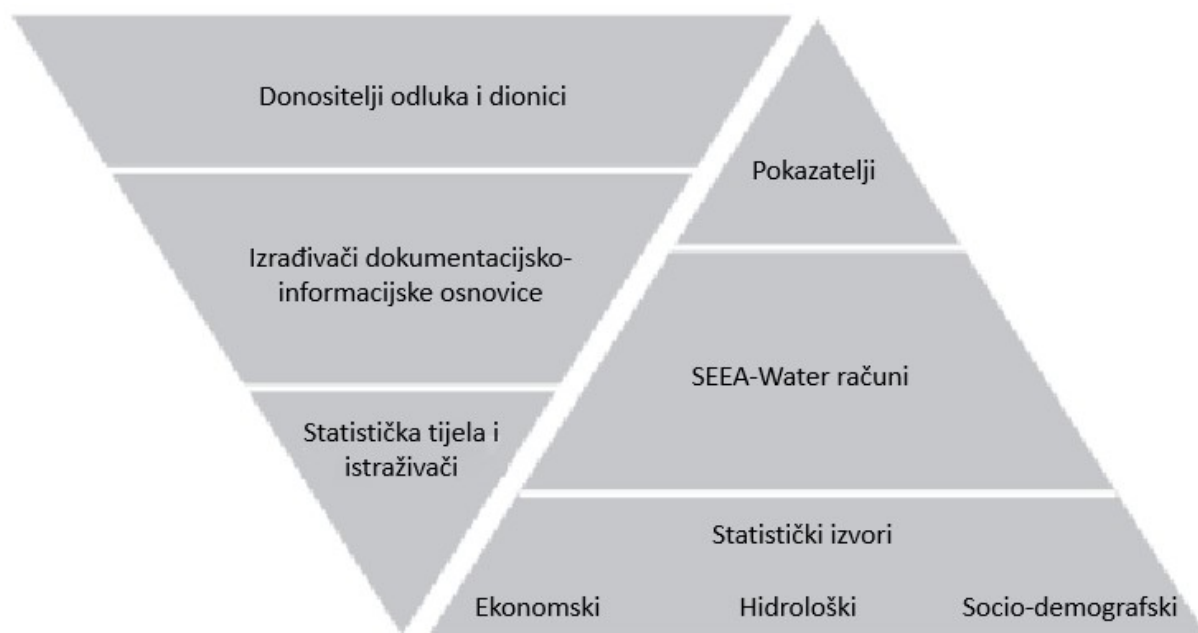 Donositelji odluka i dionici
Izrađivači dokumentacijsko-
informacijske osnovice
Statistička tijela i
istraživači
Pokazatelji
SEEA-Water računi
Statistički izvori
Ekonomski Hidrološki Socio-demografski